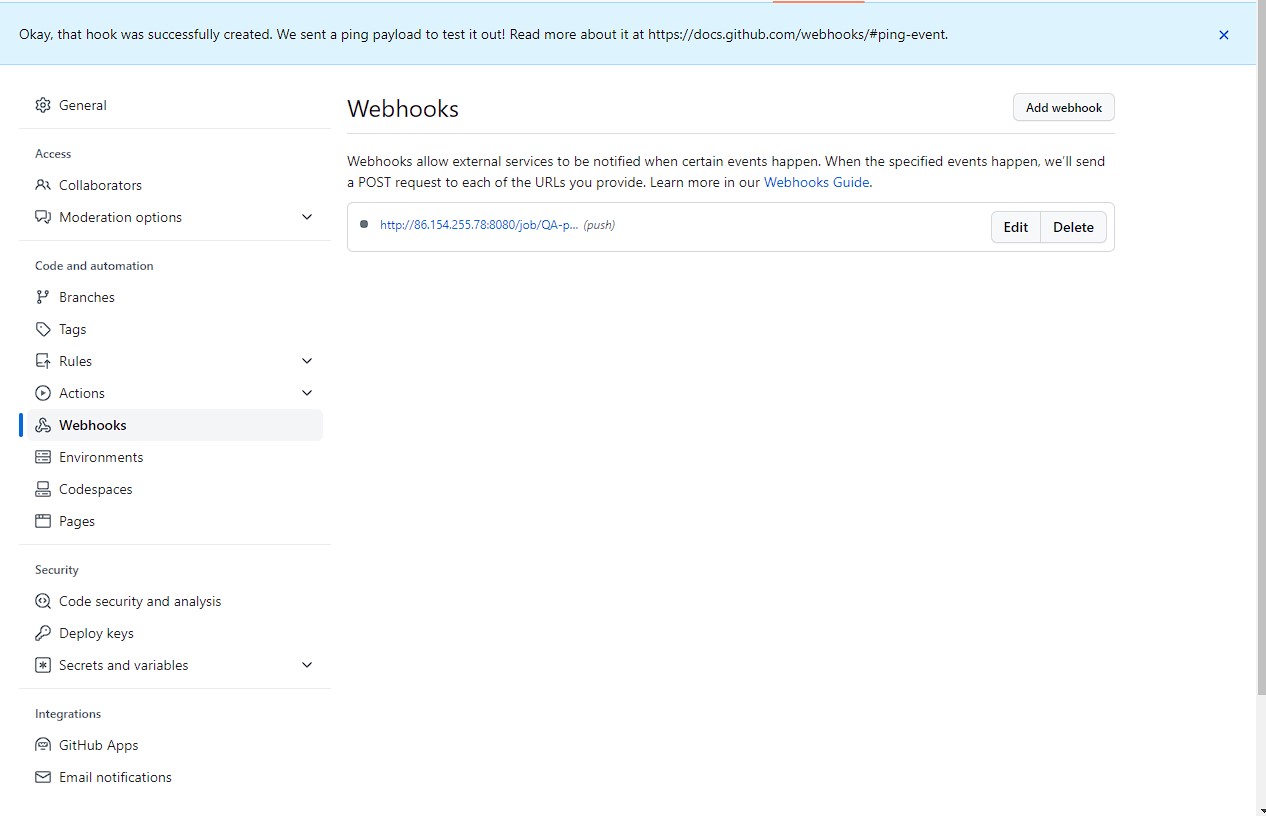 Okay, that hook was successfully created. We sent a ping payload to test it out! Read more about it at https://docs.github.com/webhooks/#ping-event.
General
Access
Collaborators
Moderation options
Code and automation
Branches
Tags
Rules
Actions
Webhooks
Environments
Codespaces
Pages
Security
Code security and analysis
Deploy keys
Secrets and variables
Integrations
GitHub Apps
Email notifications
Webhooks
Add webhook
Webhooks allow external services to be notified when certain events happen. When the specified events happen, we'll send
a POST request to each of the URLs you provide. Learn more in our Webhooks Guide.
http://86.154.255.78:8080/job/QA-p... (push)
Edit
Delete